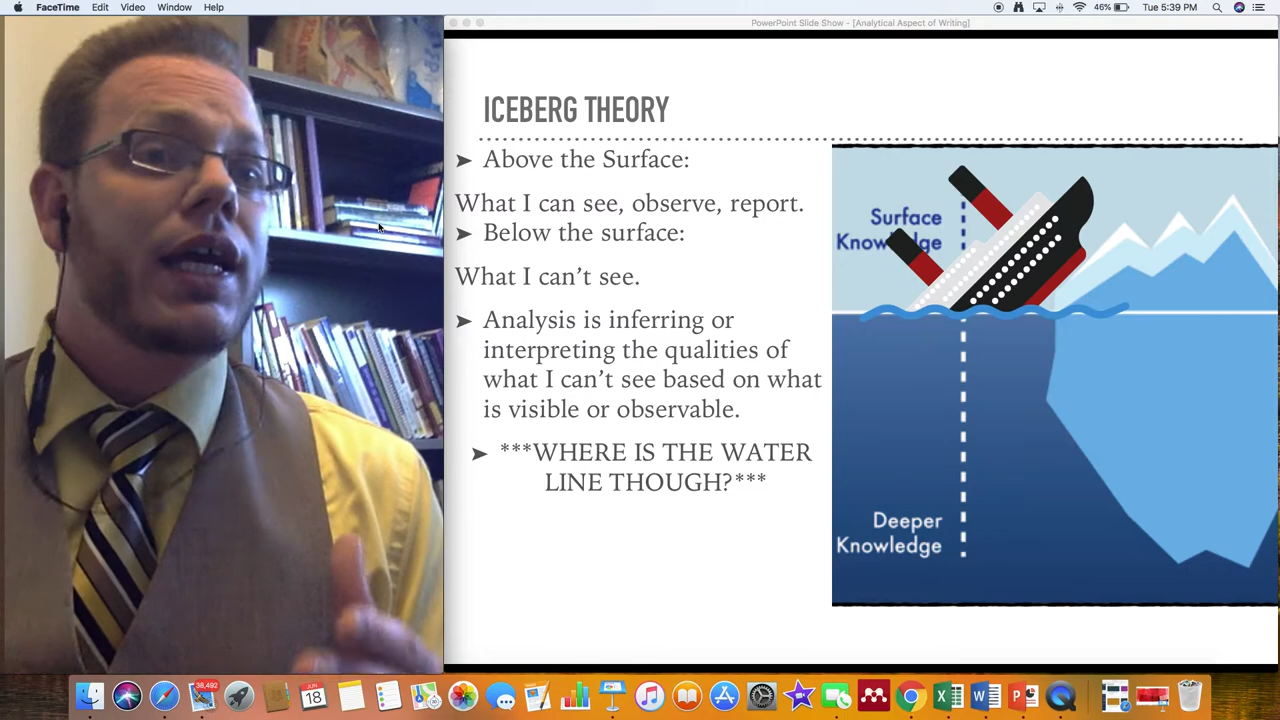 FaceTime Edit Video Window Help
46% Tue 5:39 PM
PowerPoint Slide Show - [Analytical Aspect of Writing]
ICEBERG THEORY
➤ Above the Surface:
What I can see, observe, report.
➤ Below the surface:
What I can’t see.
➤ Analysis is inferring or
interpreting the qualities of
what I can’t see based on what
is visible or observable.
➤ ***WHERE IS THE WATER
LINE THOUGH?***
Surface
Knowledge
Deeper
Knowledge
38,492
JUN
18